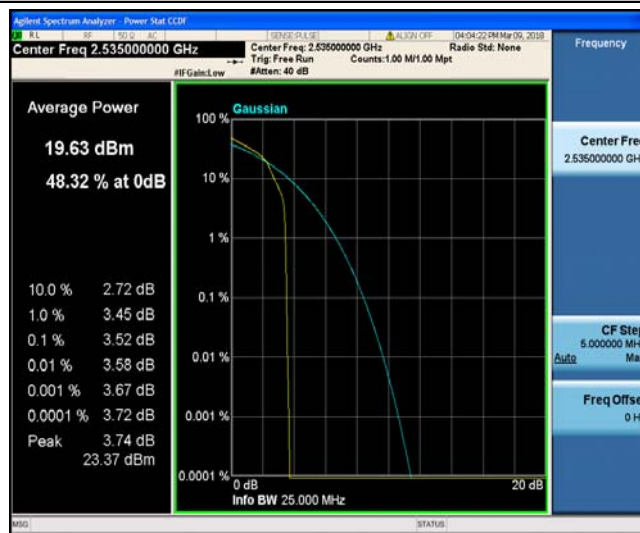 Agilent Spectrum Analyzer - Power Stat CCDF
RL RF 50 Ω AC SENSE:PULSE ALIGN OFF 04:04:22 PM Mar 09, 2018
Center Freq 2.535000000 GHz
Center Freq: 2.535000000 GHz Radio Std: None
Trig: Free Run Counts:1.00 M/1.00 Mpt
#IFGain:Low #Atten: 40 dB
Frequency
Average Power
19.63 dBm
48.32 % at 0dB
10.0 % 2.72 dB
1.0 % 3.45 dB
0.1 % 3.52 dB
0.01 % 3.58 dB
0.001 % 3.67 dB
0.0001 % 3.72 dB
Peak 3.74 dB
23.37 dBm
Gaussian
100 %
10 %
1 %
0.1 %
0.01 %
0.001 %
0.0001 %
0 dB 20 dB
Info BW 25.000 MHz
Center Fre
2.535000000 GH
CF Step
5.000000 MH
Auto Ma
Freq Offse
0 H
MSG STATUS